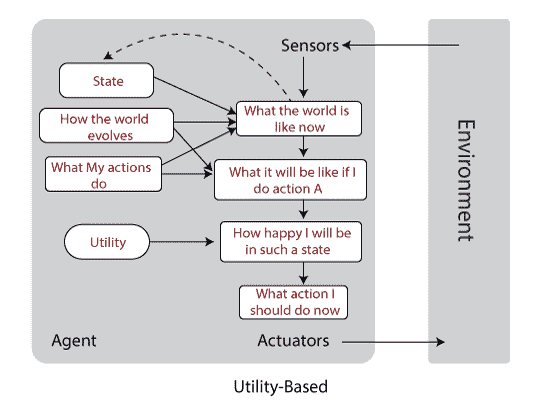 Sensors
State
What the world is
like now
How the world
evolves
What My actions
do
What it will be like if I
do action A
Utility
How happy I will be
in such a state
What action I
should do now
Agent
Actuators
Environment
Utility-Based